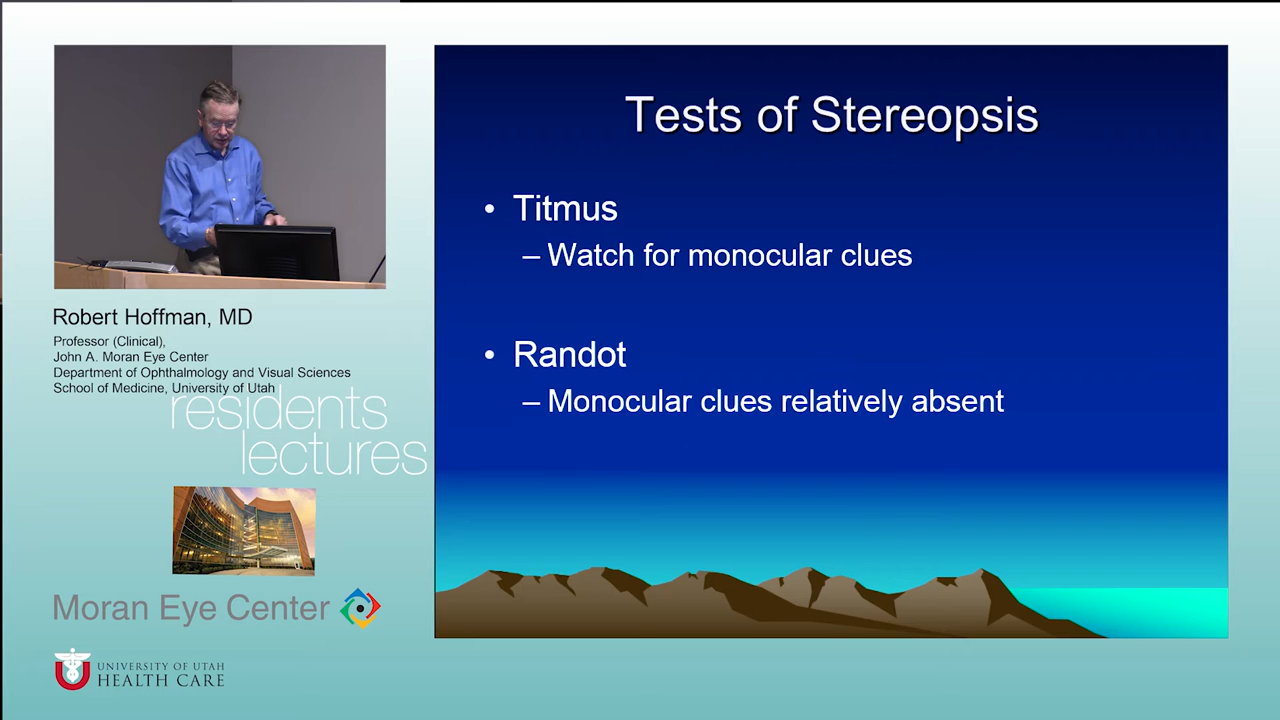 Tests of Stereopsis
• Titmus
– Watch for monocular clues
• Randot
– Monocular clues relatively absent
Robert Hoffman, MD
Professor (Clinical),
John A. Moran Eye Center
Department of Ophthalmology and Visual Sciences
School of Medicine, University of Utah
residents
lectures
Moran Eye Center
U
UNIVERSITY OF UTAH
HEALTH CARE